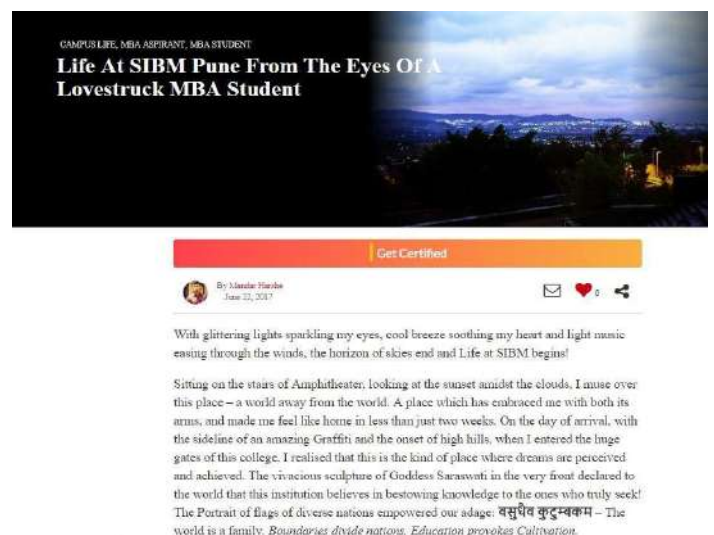 CAMPUS LIFE, MBA ASPIRANT, MBA STUDENT
Life At SIBM Pune From The Eyes Of A
Lovestruck MBA Student
Get Certified
By Mandar Harshe
June 22, 2017
0
With glittering lights sparkling my eyes, cool breeze soothing my heart and light music
easing through the winds, the horizon of skies end and Life at SIBM begins!
Sitting on the stairs of Amphitheater, looking at the sunset amidst the clouds, I muse over
this place – a world away from the world. A place which has embraced me with both its
arms, and made me feel like home in less than just two weeks. On the day of arrival, with
the sideline of an amazing Graffiti and the onset of high hills, when I entered the huge
gates of this college, I realised that this is the kind of place where dreams are perceived
and achieved. The vivacious sculpture of Goddess Saraswati in the very front declared to
the world that this institution believes in bestowing knowledge to the ones who truly seek!
The Portrait of flags of diverse nations empowered our adage: वसुधैव कुटुम्बकम – The
world is a family. Boundaries divide nations, Education provokes Cultivation.